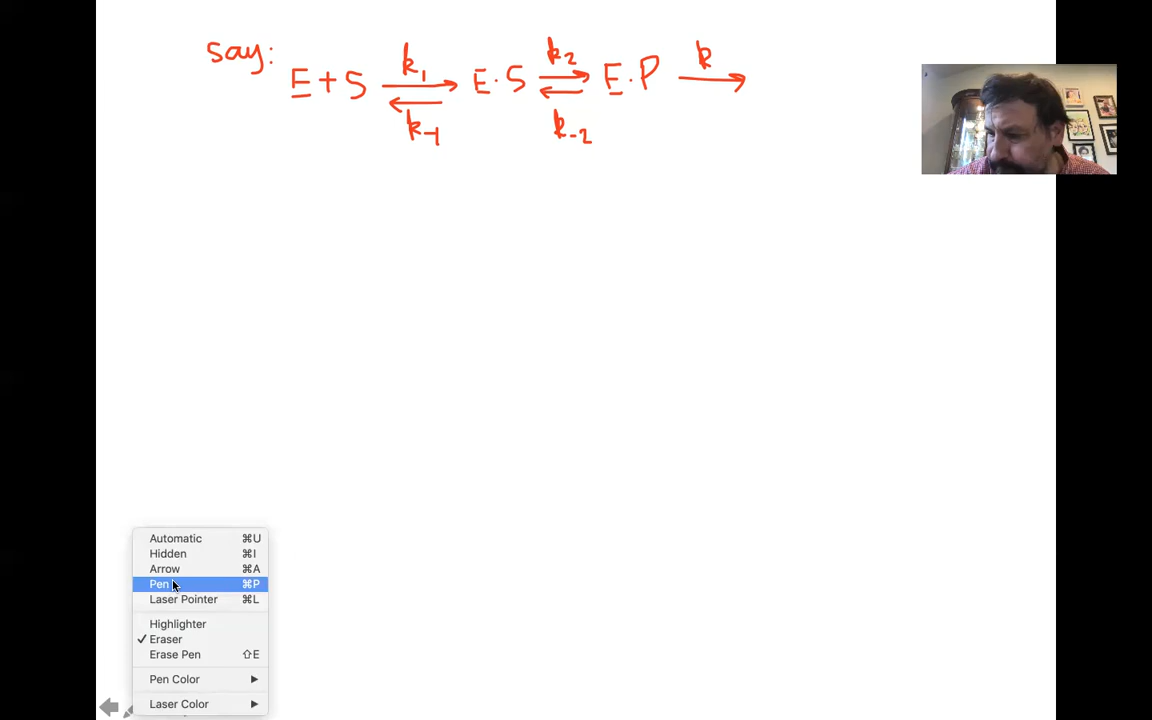 say:
E + S k₁ k₋₁ E · S k₂ k₋₂ E · P k
Automatic ⌘U
Hidden ⌘I
Arrow ⌘A
Pen ⌘P
Laser Pointer ⌘L
Highlighter
✓ Eraser
Erase Pen ⇧E
Pen Color ▶
Laser Color ▶